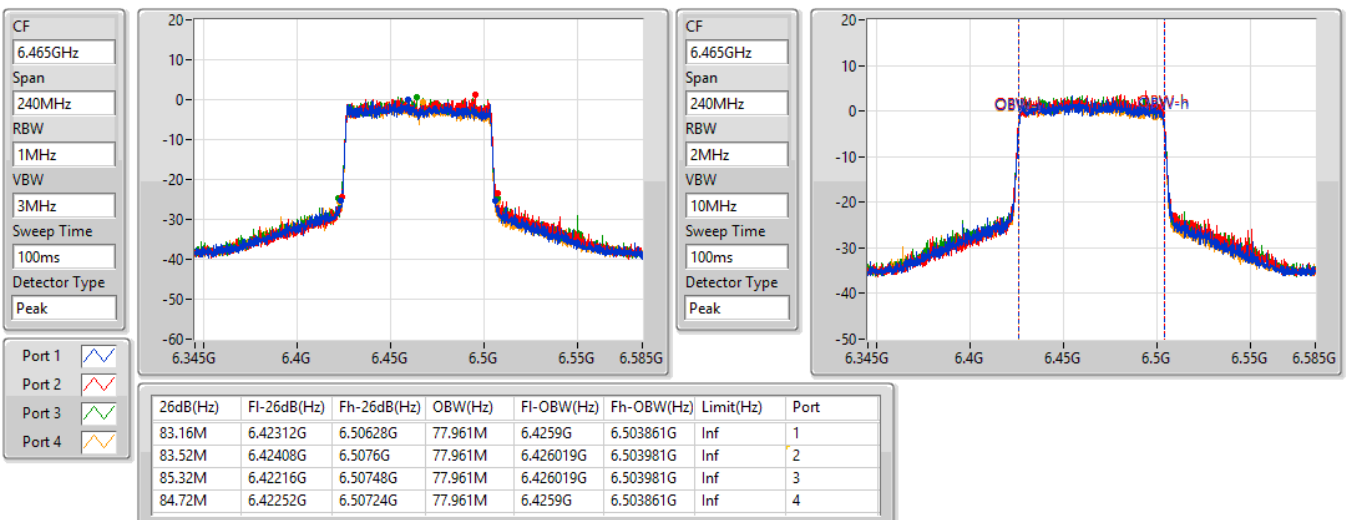 CF
6.465GHz
Span
240MHz
RBW
1MHz
VBW
3MHz
Sweep Time
100ms
Detector Type
Peak
Port 1
Port 2
Port 3
Port 4
20
10
0
-10
-20
-30
-40
-50
-60
6.345G 6.4G 6.45G 6.5G 6.55G 6.585G
CF
6.465GHz
Span
240MHz
RBW
2MHz
VBW
10MHz
Sweep Time
100ms
Detector Type
Peak
20
10
0
-10
-20
-30
-40
-50
OBW-h
6.345G 6.4G 6.45G 6.5G 6.55G 6.585G
26dB(Hz) Fl-26dB(Hz) Fh-26dB(Hz) OBW(Hz) Fl-OBW(Hz) Fh-OBW(Hz) Limit(Hz) Port
83.16M 6.42312G 6.50628G 77.961M 6.4259G 6.503861G Inf 1
83.52M 6.42408G 6.5076G 77.961M 6.426019G 6.503981G Inf 2
85.32M 6.42216G 6.50748G 77.961M 6.426019G 6.503981G Inf 3
84.72M 6.42252G 6.50724G 77.961M 6.4259G 6.503861G Inf 4